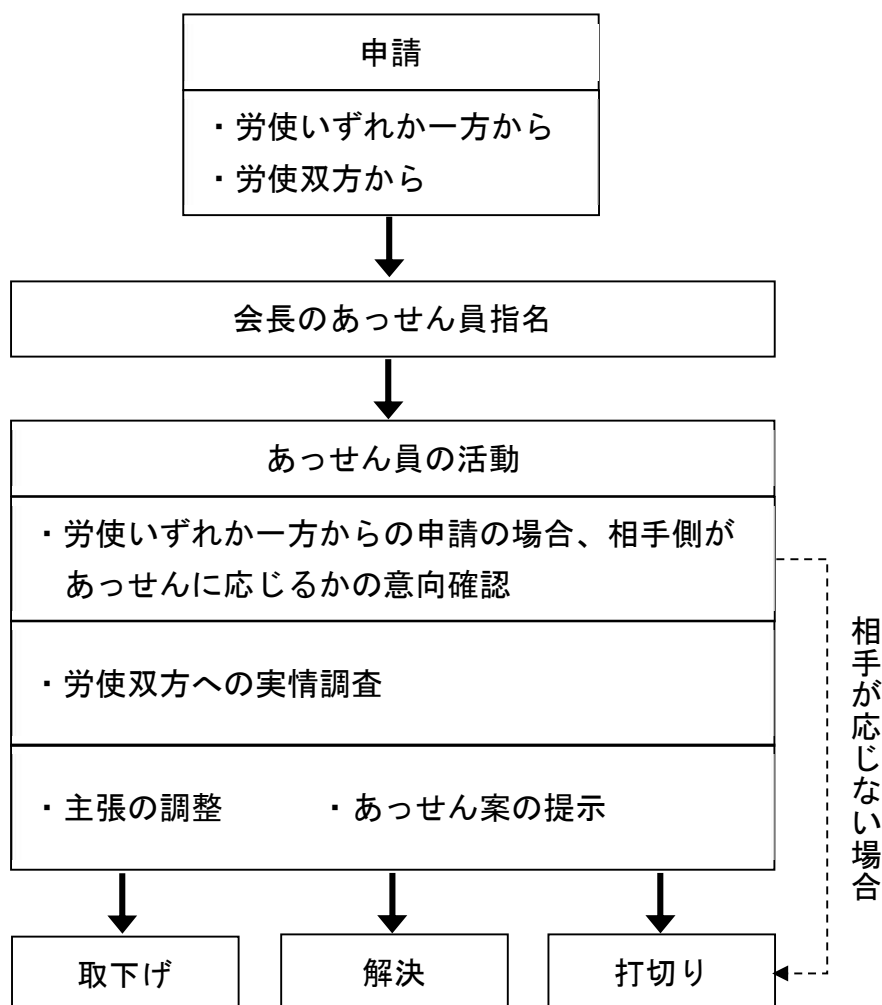 申請
・労使いずれか一方から
・労使双方から
会長のあっせん員指名
あっせん員の活動
・労使いずれか一方からの申請の場合、相手側が
あっせんに応じるかの意向確認
・労使双方への実情調査
・主張の調整　　　・あっせん案の提示
相手が応じない場合
取下げ　解決　打切り